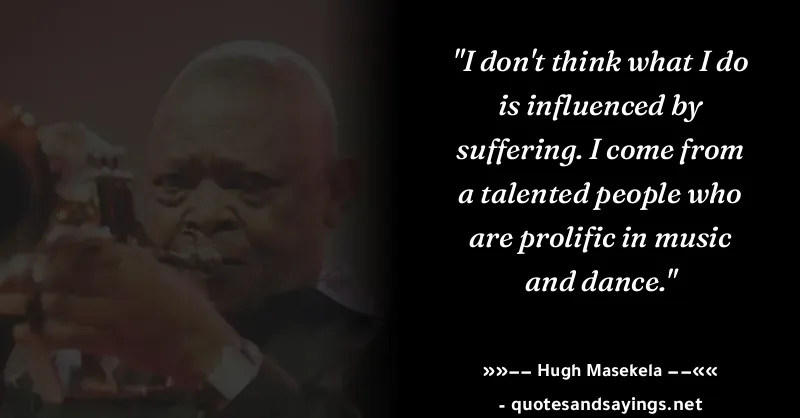 "I don't think what I do
is influenced by
suffering. I come from
a talented people who
are prolific in music
and dance."
»»–– Hugh Masekela ––««
- quotesandsayings.net